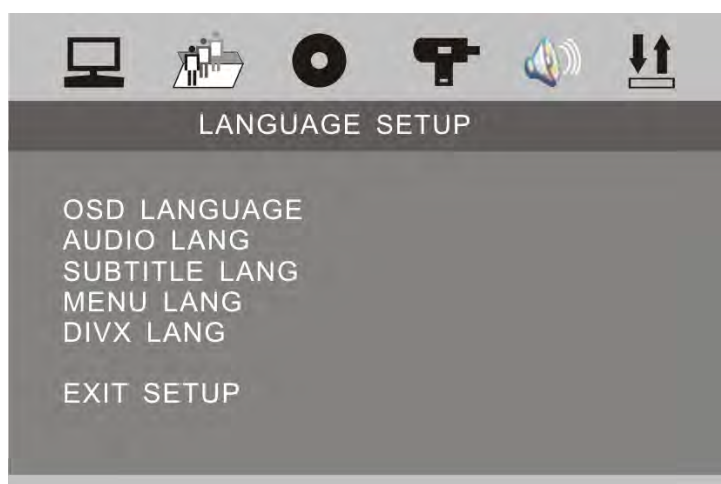 LANGUAGE SETUP
OSD LANGUAGE
AUDIO LANG
SUBTITLE LANG
MENU LANG
DIVX LANG
EXIT SETUP